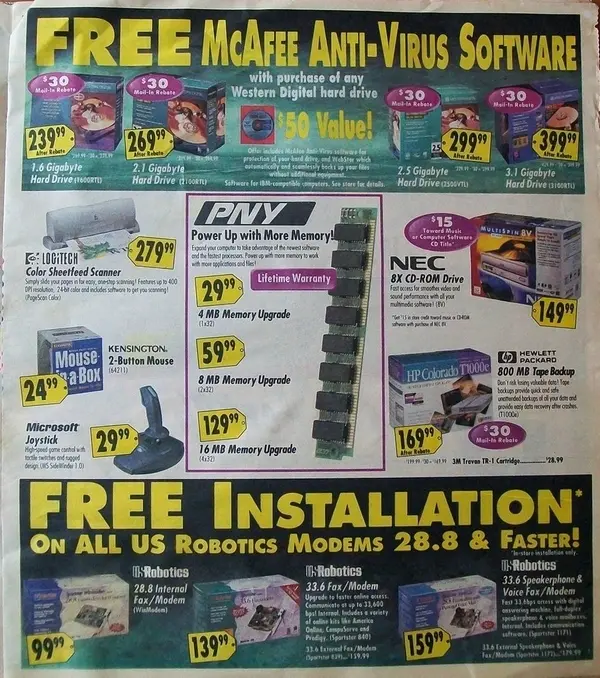 FREE McAFEE ANTI-VIRUS SOFTWARE
with purchase of any
Western Digital hard drive
$50 Value!
Offer includes McAfee Anti-Virus software for
protection of your hard drive, and WebStor which
automatically and seamlessly backs up your files
without additional equipment.
Software for IBM-compatible computers. See store for details.
$30
Mail-In Rebate
239.99
After Rebate
1.6 Gigabyte
Hard Drive (1600RTL)
$30
Mail-In Rebate
269.99
After Rebate
2.1 Gigabyte
Hard Drive (2100RTL)
$30
Mail-In Rebate
299.99
After Rebate
2.5 Gigabyte
Hard Drive (2500RTL)
$30
Mail-In Rebate
399.99
After Rebate
3.1 Gigabyte
Hard Drive (3100RTL)
279.99
LOGITECH
Color Sheetfeed Scanner
Simply slide your pages in for easy, one-step scanning! Features up to 400
DPI resolution, 24-bit color and includes software to get you scanning!
(PageScan Color)
Mouse
in a Box
KENSINGTON.
2-Button Mouse
(64211)
24.99
Microsoft
Joystick
High-speed game control with
tactile switches and rugged
design. (MS SideWinder 1.0)
29.99
PNY
Power Up with More Memory!
Expand your computer to take advantage of the newest software
and the fastest processors. Power up with more memory to work
with more applications and files!
Lifetime Warranty
29.99
4 MB Memory Upgrade
(1x32)
59.99
8 MB Memory Upgrade
(2x32)
129.99
16 MB Memory Upgrade
(4x32)
$15
Toward Music
or Computer Software
CD Title*
MULTISPIN 8V
NEC
8X CD-ROM Drive
Fast access for smoother video and
sound performance with all your
multimedia software! (8V)
*Get $15 in store credit toward music or CD-ROM
software with purchase of NEC 8V.
149.99
HP Colorado T1000e
HEWLETT
PACKARD
800 MB Tape Backup
Don't risk losing valuable data! Tape
backups provide quick and safe
unattended backups of all your data and
provide easy data recovery after crashes.
(T1000e)
169.99
After Rebate
$30
Mail-In Rebate
$199.99 -$30 =$169.99
3M Travan TR-1 Cartridge..........$28.99
FREE INSTALLATION*
ON ALL US ROBOTICS MODEMS 28.8 & FASTER!
*In-store installation only.
US Robotics
28.8 Internal
Fax/Modem
(WinModem)
99.99
US Robotics
33.6 Fax/Modem
Upgrade to faster online access.
Communicate at up to 33,600
bps! Internal. Includes a variety
of online kits like America
Online, CompuServe and
Prodigy. (Sportster 840)
33.6 External Fax/Modem
(Sportster 839)...$159.99
139.99
US Robotics
33.6 Speakerphone &
Voice Fax/Modem
Fast 33.6bps access with digital
answering machine, full-duplex
speakerphone & voice mailboxes.
Internal. Includes communication
software. (Sportster 1171)
33.6 External Speakerphone & Voice
Fax/Modem (Sportster 1172)...$179.99
159.99